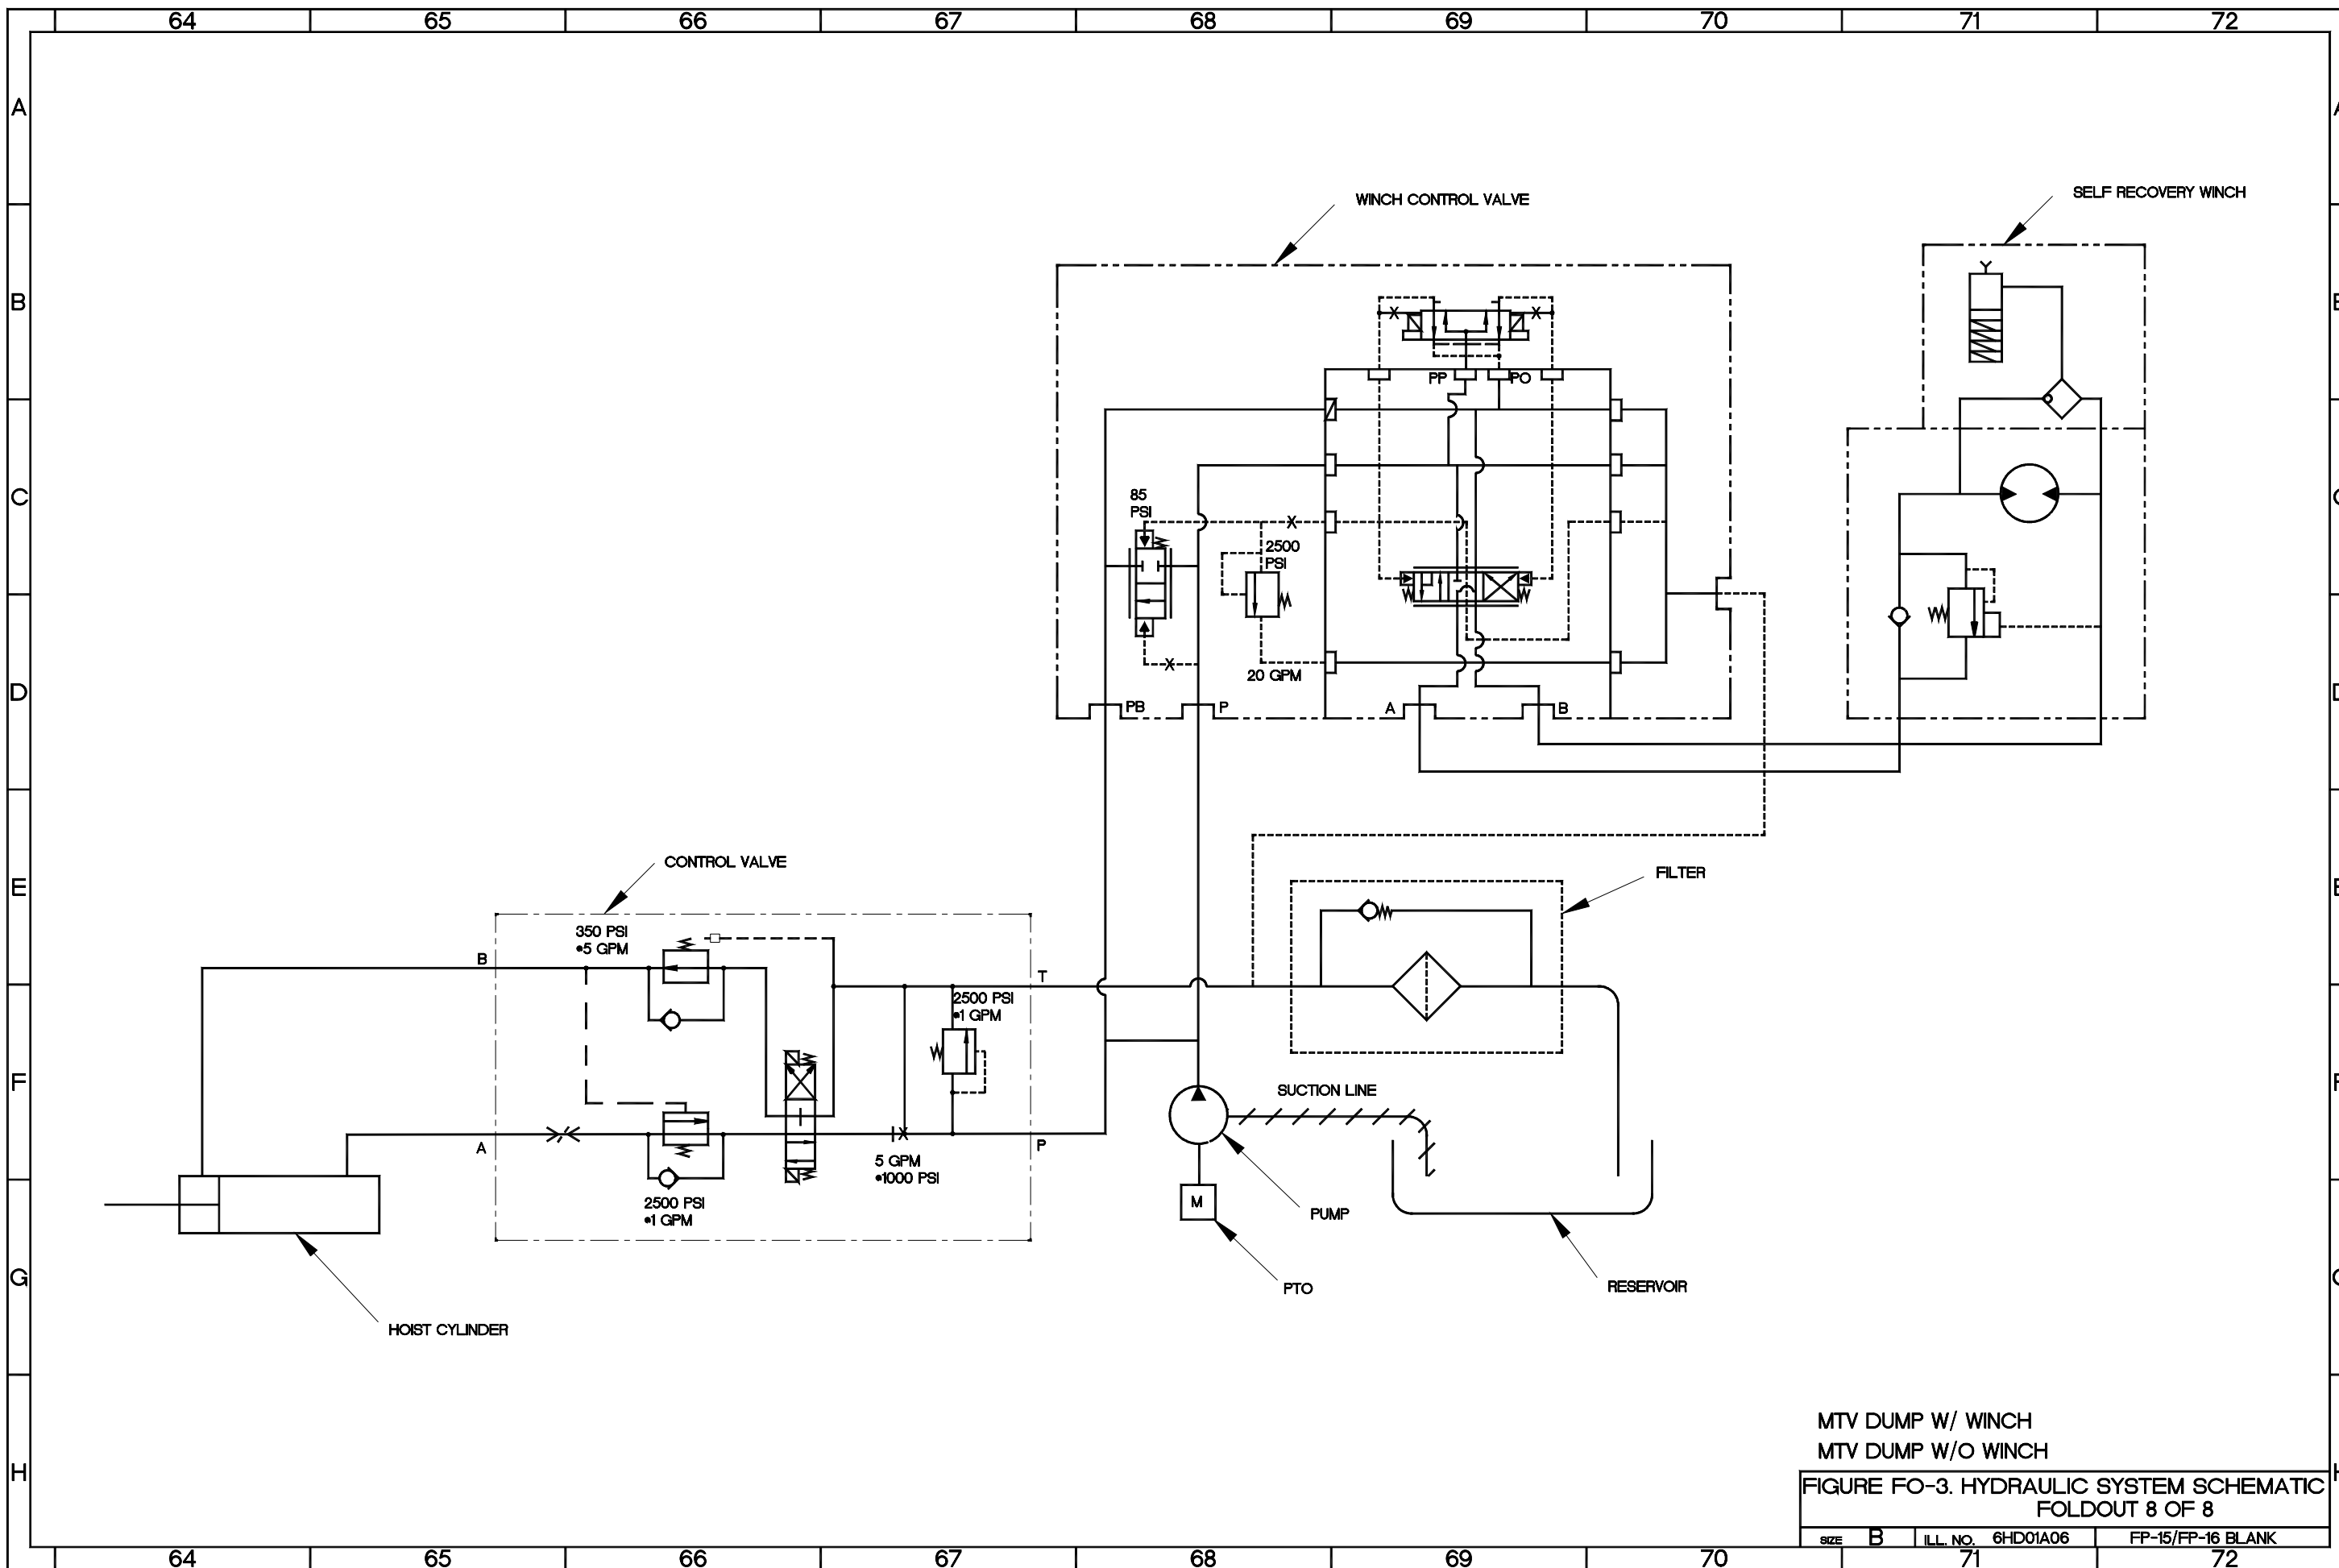 64 65 66 67 68 69 70 71 72
A
WINCH CONTROL VALVE
SELF RECOVERY WINCH
B
PP
PO
C
85
PSI
2500
PSI
20 GPM
D
PB
P
A
B
CONTROL VALVE
E
FILTER
350 PSI
•5 GPM
B
T
2500 PSI
•1 GPM
F
SUCTION LINE
A
P
5 GPM
•1000 PSI
2500 PSI
•1 GPM
M
PUMP
G
PTO
RESERVOIR
HOIST CYLINDER
MTV DUMP W/ WINCH
MTV DUMP W/O WINCH
H
FIGURE FO-3. HYDRAULIC SYSTEM SCHEMATIC
FOLDOUT 8 OF 8
SIZE B ILL. NO. 6HD01A06 FP-15/FP-16 BLANK
64 65 66 67 68 69 70 71 72